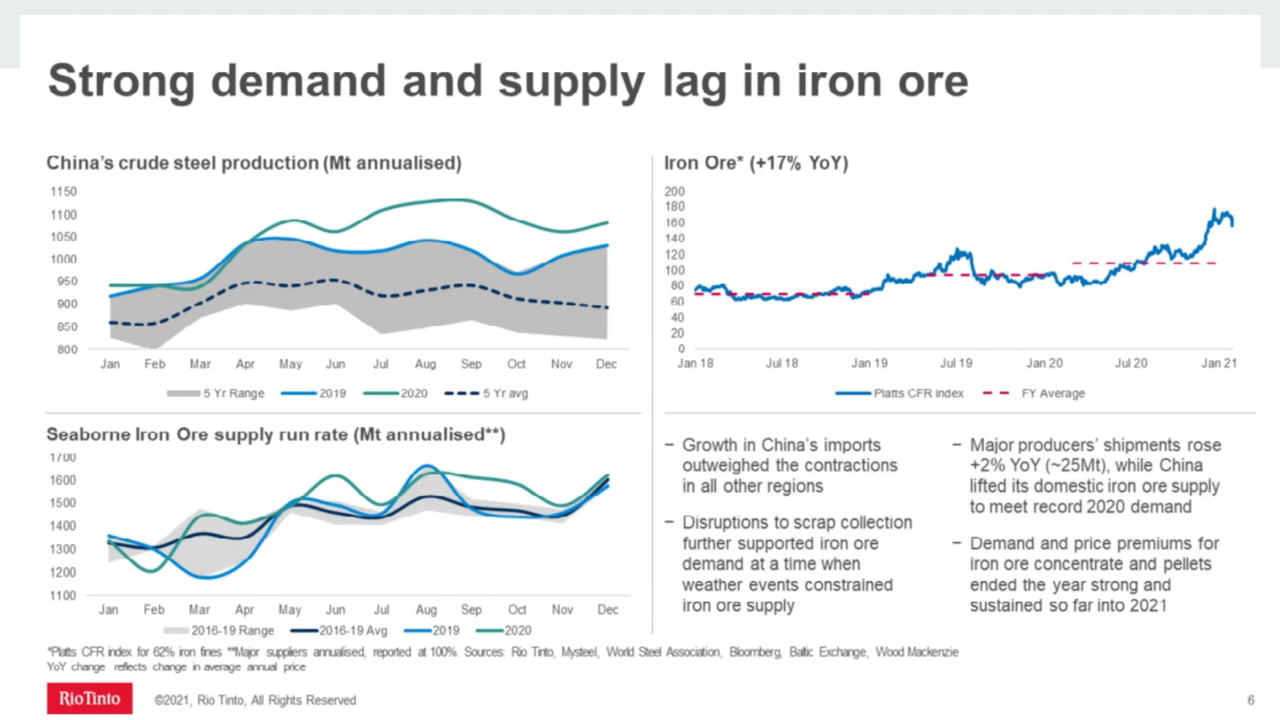 Strong demand and supply lag in iron ore
China's crude steel production (Mt annualised)
1150
1100
1050
1000
950
900
850
800
Jan Feb Mar Apr May Jun Jul Aug Sep Oct Nov Dec
5 Yr Range 2019 2020 5 Yr avg
Iron Ore* (+17% YoY)
200
180
160
140
120
100
80
60
40
20
0
Jan 18 Jul 18 Jan 19 Jul 19 Jan 20 Jul 20 Jan 21
Platts CFR index FY Average
Seaborne Iron Ore supply run rate (Mt annualised**)
1700
1600
1500
1400
1300
1200
1100
Jan Feb Mar Apr May Jun Jul Aug Sep Oct Nov Dec
2016-19 Range 2016-19 Avg 2019 2020
– Growth in China's imports
outweighed the contractions
in all other regions
– Disruptions to scrap collection
further supported iron ore
demand at a time when
weather events constrained
iron ore supply
– Major producers' shipments rose
+2% YoY (~25Mt), while China
lifted its domestic iron ore supply
to meet record 2020 demand
– Demand and price premiums for
iron ore concentrate and pellets
ended the year strong and
sustained so far into 2021
*Platts CFR index for 62% iron fines **Major suppliers annualised, reported at 100%. Sources: Rio Tinto, Mysteel, World Steel Association, Bloomberg, Baltic Exchange, Wood Mackenzie
YoY change reflects change in average annual price
RioTinto
©2021, Rio Tinto, All Rights Reserved
6